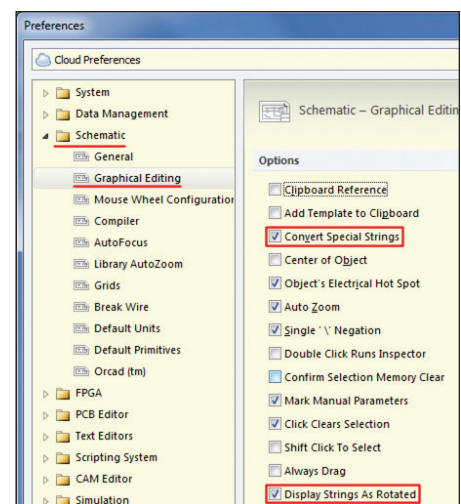 Preferences
Cloud Preferences
System
Data Management
Schematic
General
Graphical Editing
Mouse Wheel Configuration
Compiler
AutoFocus
Library AutoZoom
Grids
Break Wire
Default Units
Default Primitives
Orcad (tm)
FPGA
PCB Editor
Text Editors
Scripting System
CAM Editor
Simulation
Schematic – Graphical Editin
Options
Clipboard Reference
Add Template to Clipboard
Convert Special Strings
Center of Object
Object's Electrical Hot Spot
Auto Zoom
Single '\' Negation
Double Click Runs Inspector
Confirm Selection Memory Clear
Mark Manual Parameters
Click Clears Selection
Shift Click To Select
Always Drag
Display Strings As Rotated